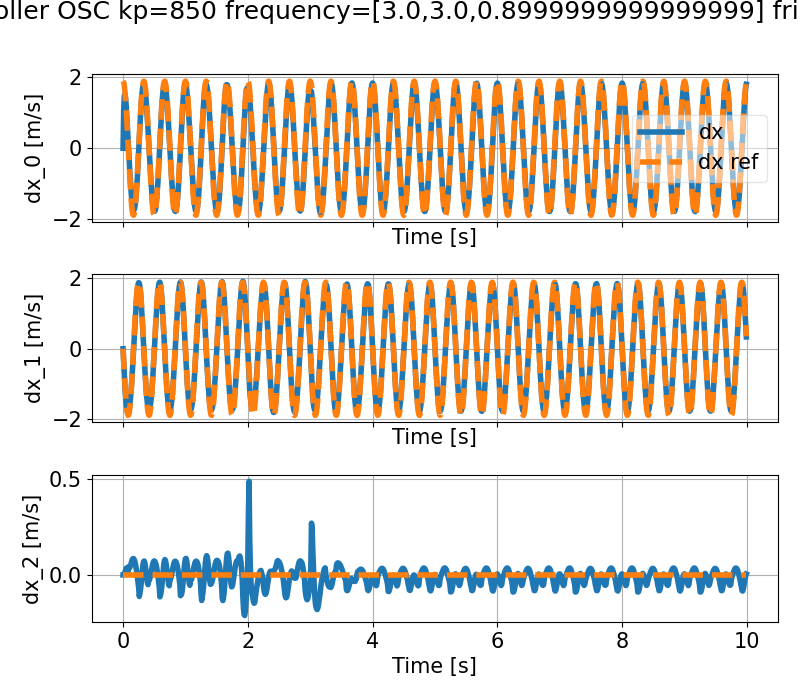 oller OSC kp=850 frequency=[3.0,3.0,0.8999999999999999] fri
2
0
−2
dx_0 [m/s]
dx
dx ref
Time [s]
2
0
−2
dx_1 [m/s]
Time [s]
0.5
0.0
dx_2 [m/s]
0 2 4 6 8 10
Time [s]